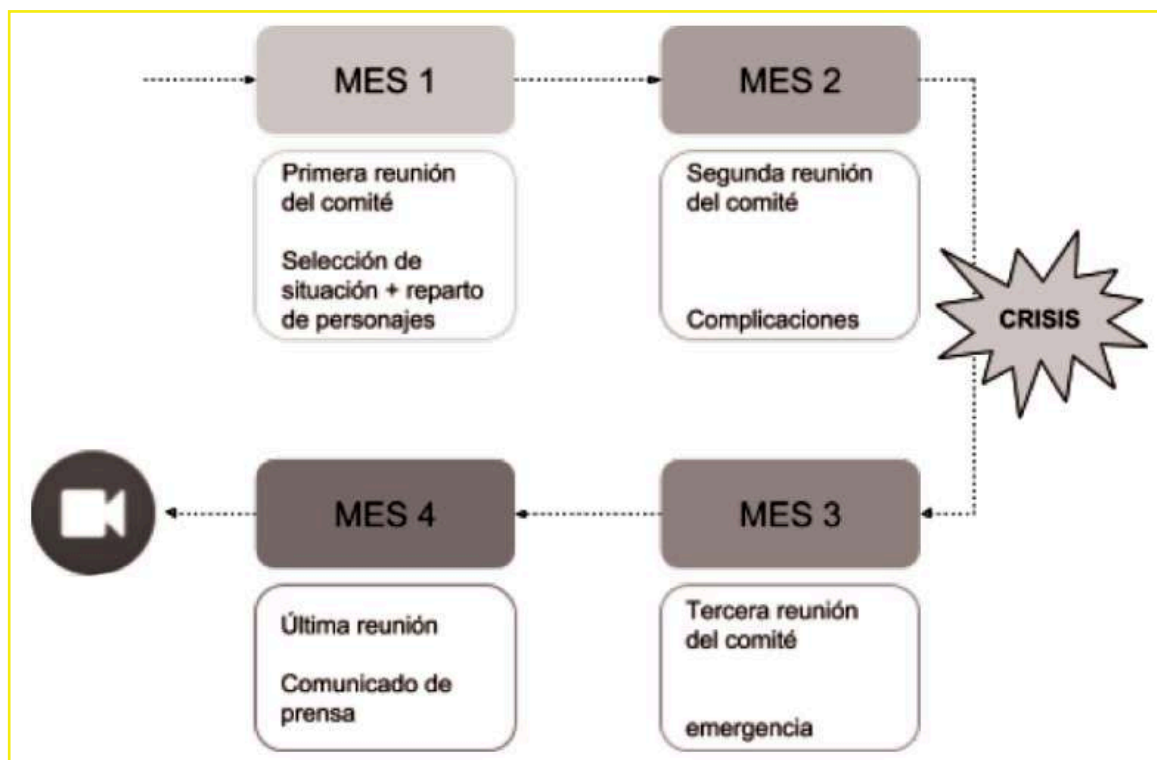 MES 1
Primera reunión
del comité
Selección de
situación + reparto
de personajes
MES 2
Segunda reunión
del comité
Complicaciones
CRISIS
MES 3
Tercera reunión
del comité
emergencia
MES 4
Última reunión
Comunicado de
prensa